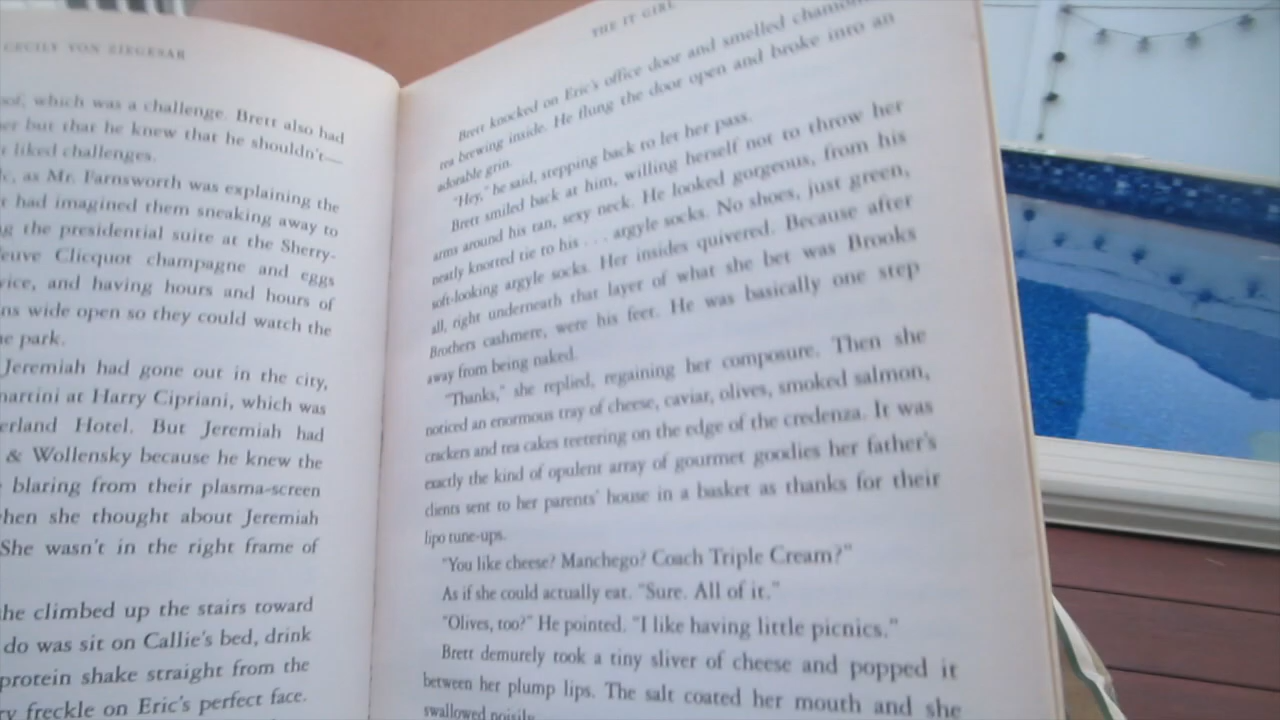 CECILY VON ZIEGESAR
oof, which was a challenge. Brett also had
her but that he knew that he shouldn't—
t liked challenges.
as Mr. Farnsworth was explaining the
t had imagined them sneaking away to
the presidential suite at the Sherry-
Veuve Clicquot champagne and eggs
vice, and having hours and hours of
wide open so they could watch the
park.
Jeremiah had gone out in the city,
martini at Harry Cipriani, which was
erland Hotel. But Jeremiah had
& Wollensky because he knew the
blaring from their plasma-screen
when she thought about Jeremiah
She wasn't in the right frame of
she climbed up the stairs toward
do was sit on Callie's bed, drink
protein shake straight from the
ry freckle on Eric's perfect face.
THE IT GIRL
Brett knocked on Eric's office door and smelled chamom
tea brewing inside. He flung the door open and broke into an
adorable grin.
"Hey," he said, stepping back to let her pass.
Brett smiled back at him, willing herself not to throw her
arms around his tan, sexy neck. He looked gorgeous, from his
neatly knotted tie to his . . . argyle socks. No shoes, just green,
soft-looking argyle socks. Her insides quivered. Because after
all, right underneath that layer of what she bet was Brooks
Brothers cashmere, were his feet. He was basically one step
away from being naked.
"Thanks," she replied, regaining her composure. Then she
noticed an enormous tray of cheese, caviar, olives, smoked salmon,
crackers and tea cakes teetering on the edge of the credenza. It was
exactly the kind of opulent array of gourmet goodies her father's
clients sent to her parents' house in a basket as thanks for their
lipo tune-ups.
"You like cheese? Manchego? Coach Triple Cream?"
As if she could actually eat. "Sure. All of it."
"Olives, too?" He pointed. "I like having little picnics."
Brett demurely took a tiny sliver of cheese and popped it
between her plump lips. The salt coated her mouth and she
swallowed noisily.